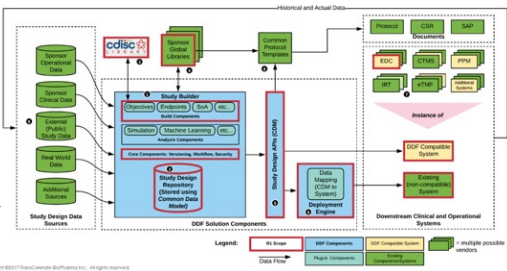 Historical and Actual Data
Sponsor
Operational
Data
Sponsor
Clinical Data
External
(Public)
Study Data
Real World
Data
Additional
Sources
Study Design Data
Sources
cdisc
LIBRARY
Sponsor
Global
Libraries
Common
Protocol
Templates
Study Builder
Objectives
Endpoints
SoA
etc...
Build Components
Simulation
Machine Learning
etc...
Analysis Components
Core Components: Versioning, Workflow, Security
Study Design
Repository
(Stored using
Common Data
Model)
DDF Solution Components
Study Design APIs (CDM)
Data
Mapping
(CDM to
System)
Deployment
Engine
Protocol
CSR
SAP
Documents
EDC
CTMS
PPM
IRT
eTMF
Additional
Systems
Instance of
DDF Compatible
System
Existing
(non-compatible)
System
Downstream Clinical and Operational
Systems
Legend:
R1 Scope
DDF Components
DDF Compatible System
= multiple possible
vendors
Data Flow
Plug-in Components
Existing
Components/Systems
©2017 TransCelerate BioPharma Inc., All rights reserved.